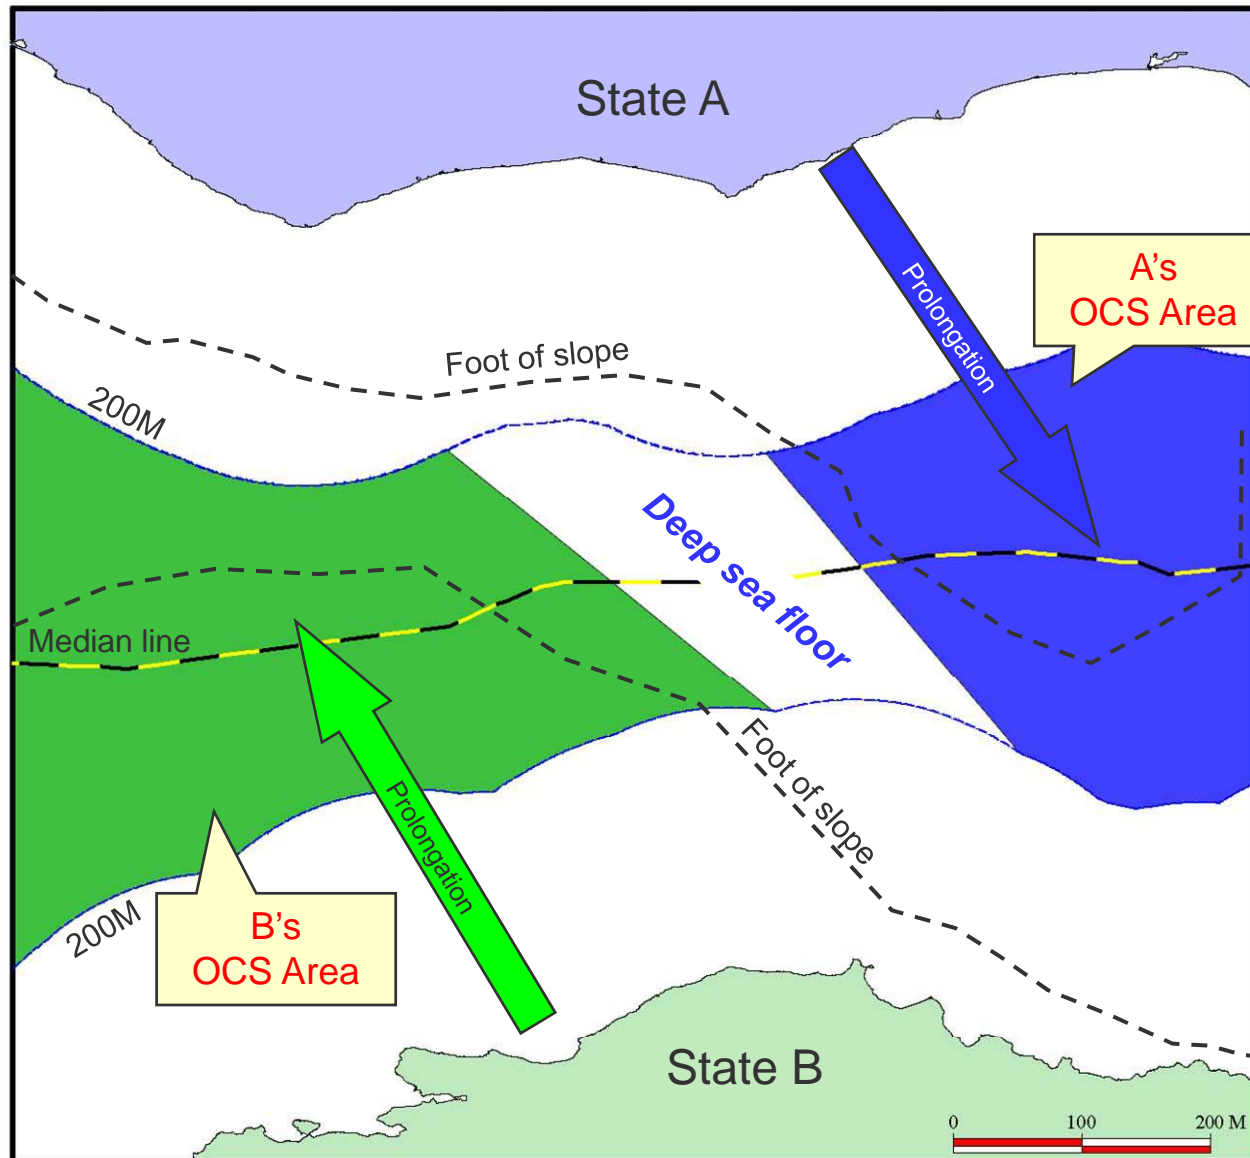 State A
A's
OCS Area
Prolongation
Foot of slope
200M
Deep sea floor
Median line
Foot of slope
Prolongation
200M
B's
OCS Area
State B
0 100 200 M